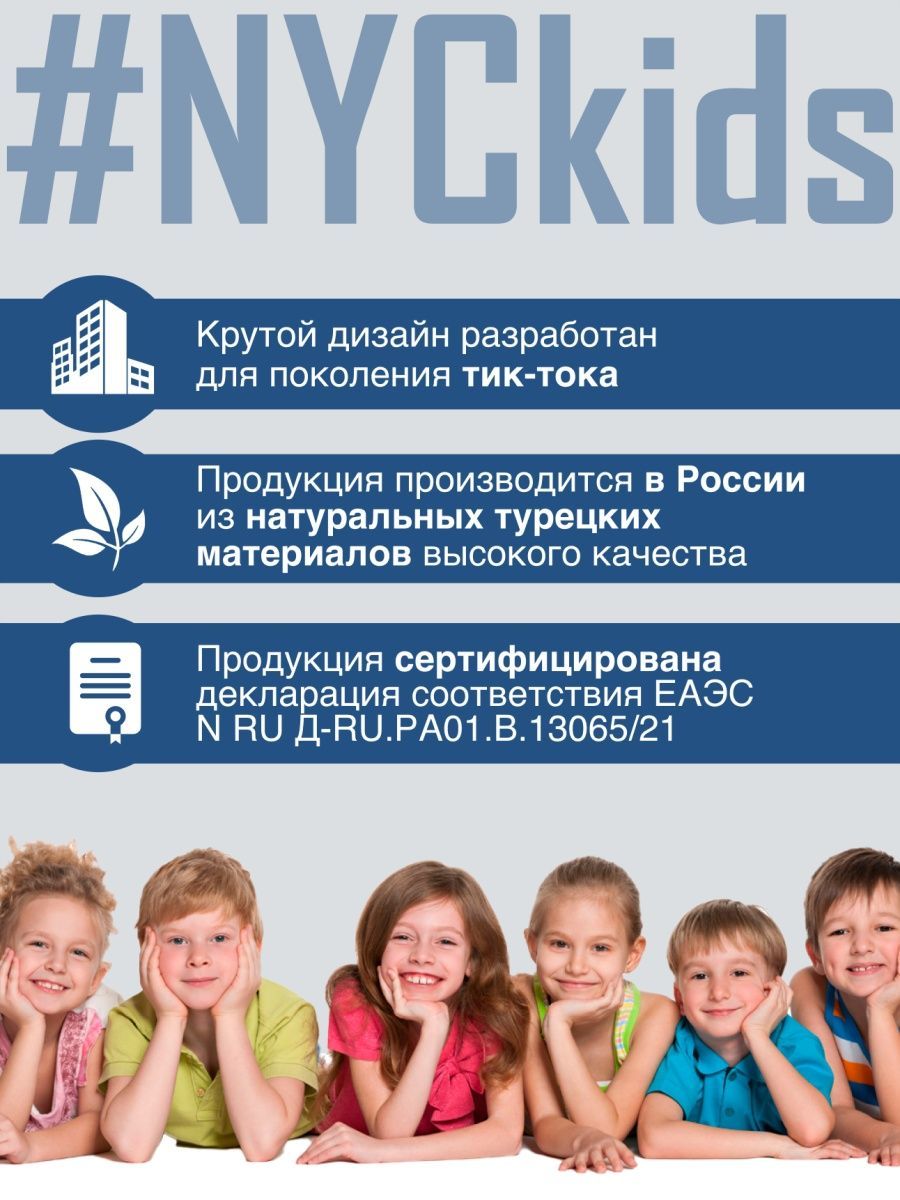 #NYCkids
Крутой дизайн разработан
для поколения тик-тока
Продукция производится в России
из натуральных турецких
материалов высокого качества
Продукция сертифицирована
декларация соответствия ЕАЭС
N RU Д-RU.РА01.В.13065/21